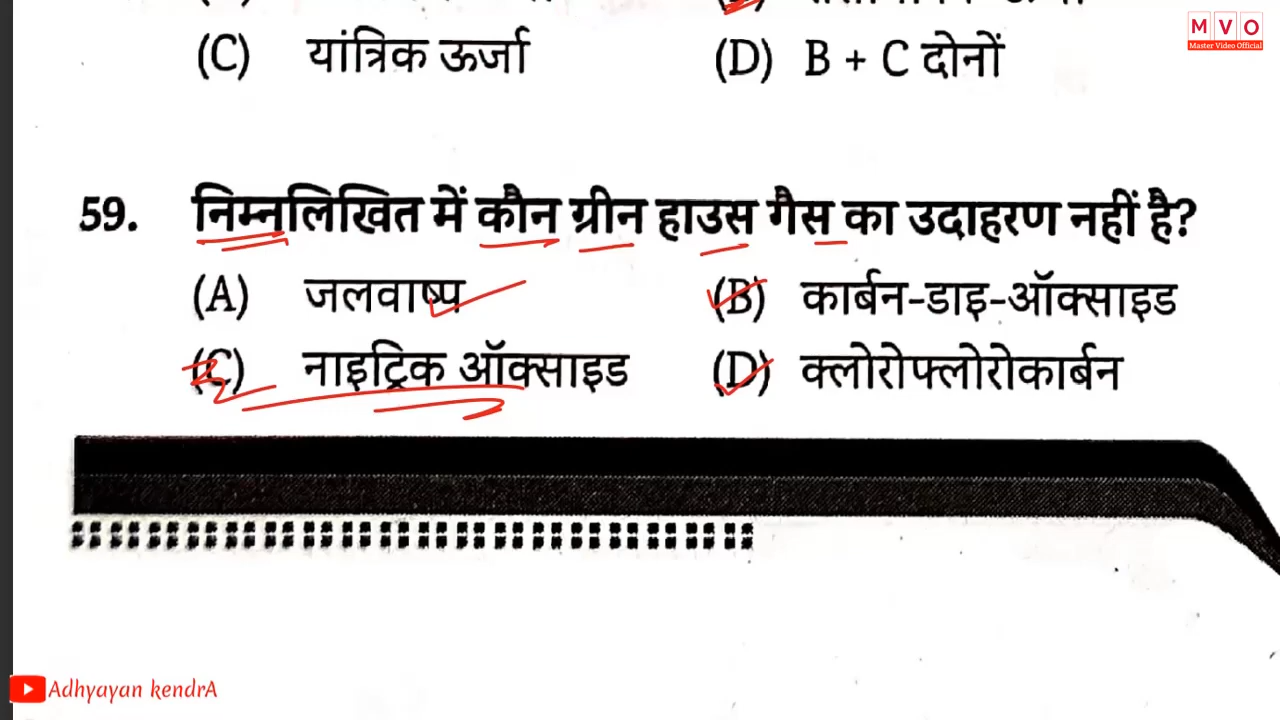 M V O
Master Video Official
(C) यांत्रिक ऊर्जा (D) B + C दोनों
59. निम्नलिखित में कौन ग्रीन हाउस गैस का उदाहरण नहीं है?
(A) जलवाष्प (B) कार्बन-डाइ-ऑक्साइड
(C) नाइट्रिक ऑक्साइड (D) क्लोरोफ्लोरोकार्बन
Adhyayan kendrA